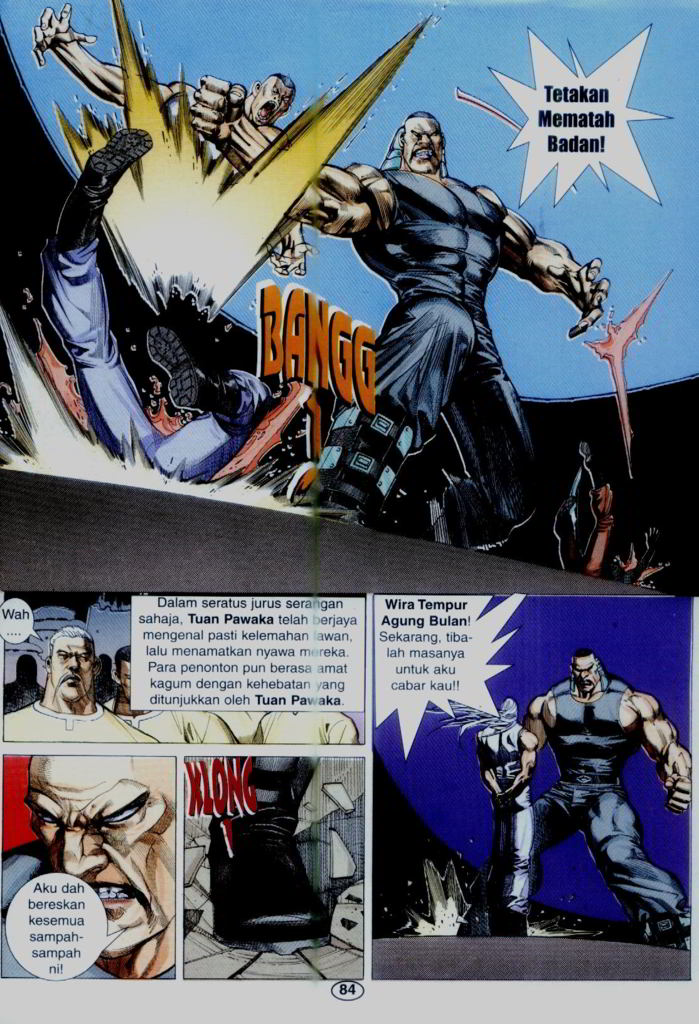 Tetakan
Mematah
Badan!
BANGG
!
Wah
....
Dalam seratus jurus serangan
sahaja, Tuan Pawaka telah berjaya
mengenal pasti kelemahan lawan,
lalu menamatkan nyawa mereka.
Para penonton pun berasa amat
kagum dengan kehebatan yang
ditunjukkan oleh Tuan Pawaka.
Wira Tempur
Agung Bulan!
Sekarang, tiba-
lah masanya
untuk aku
cabar kau!!
Aku dah
bereskan
kesemua
sampah-
sampah
ni!
KLONG
!
84